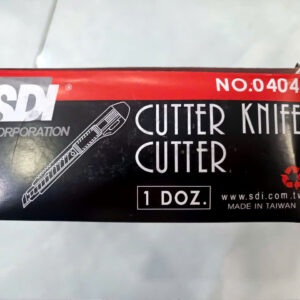 SDI ®
CORPORATION
NO.0404
CUTTER KNIFE
CUTTER
1 DOZ.
www.sdi.com.tw
MADE IN TAIWAN